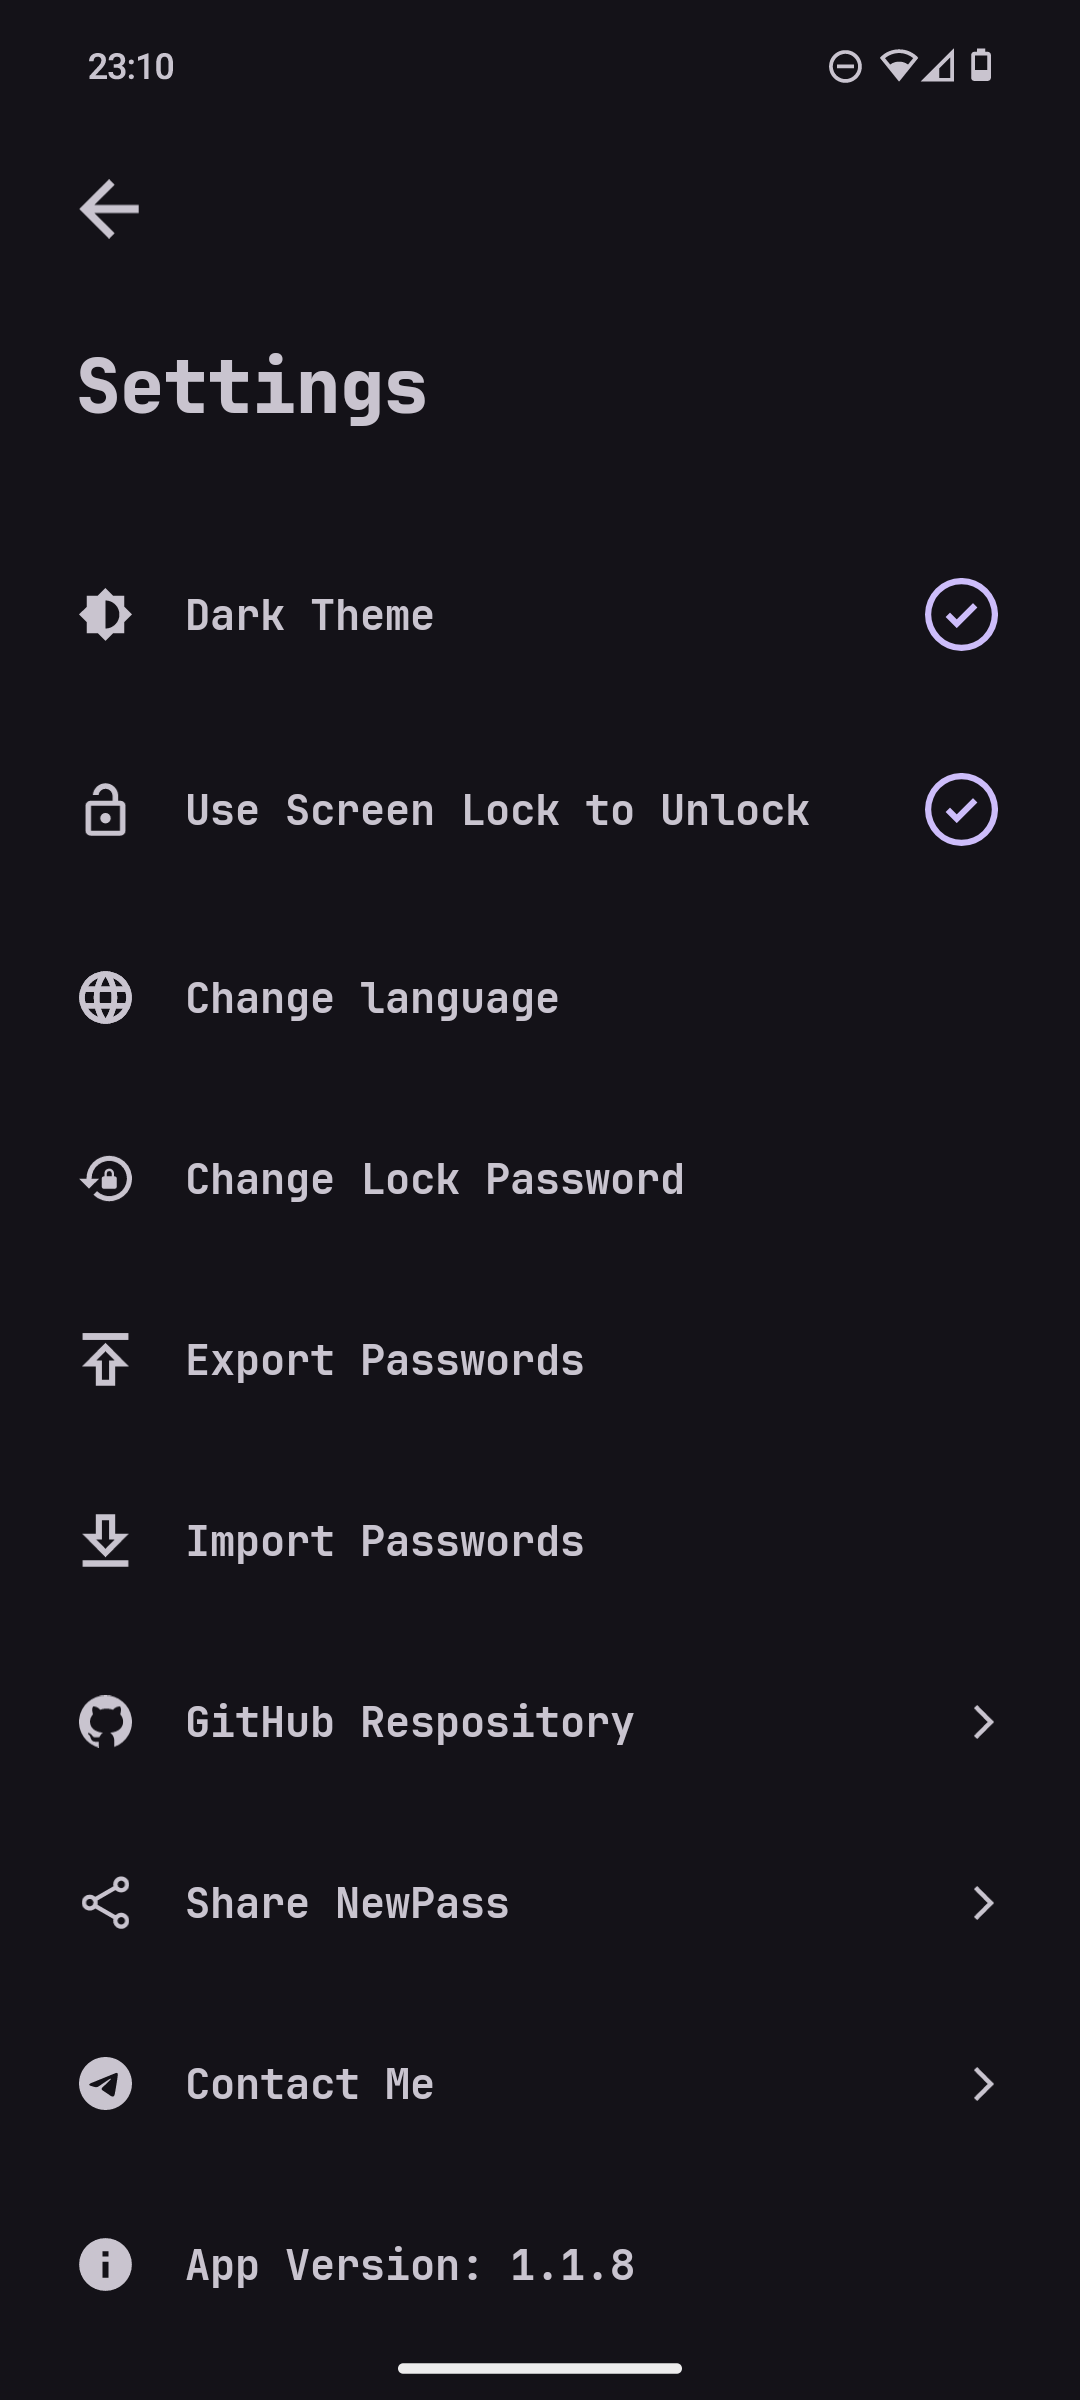 23:10
Settings
Dark Theme
Use Screen Lock to Unlock
Change language
Change Lock Password
Export Passwords
Import Passwords
GitHub Respository
Share NewPass
Contact Me
App Version: 1.1.8